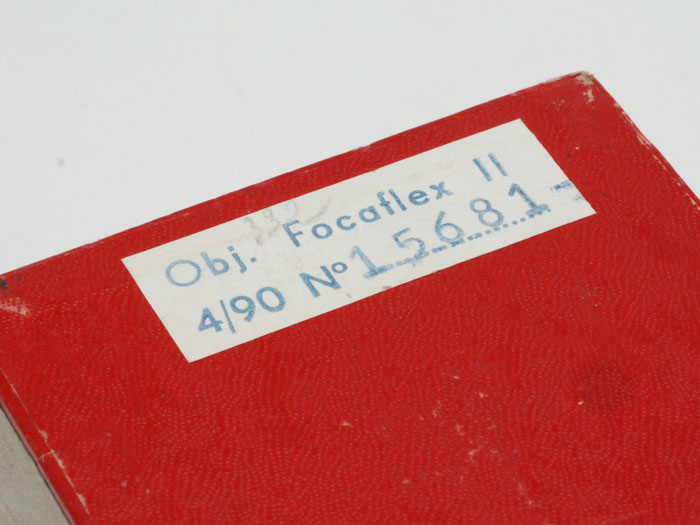 Obj. Focaflex II
4/90 Nº 15681